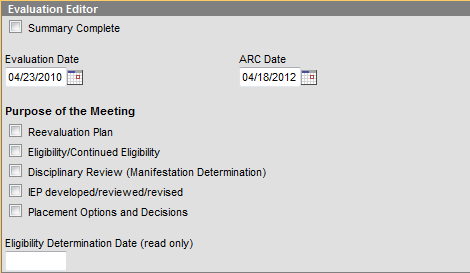 Evaluation Editor
Summary Complete
Evaluation Date ARC Date
04/23/2010 04/18/2012
Purpose of the Meeting
Reevaluation Plan
Eligibility/Continued Eligibility
Disciplinary Review (Manifestation Determination)
IEP developed/reviewed/revised
Placement Options and Decisions
Eligibility Determination Date (read only)